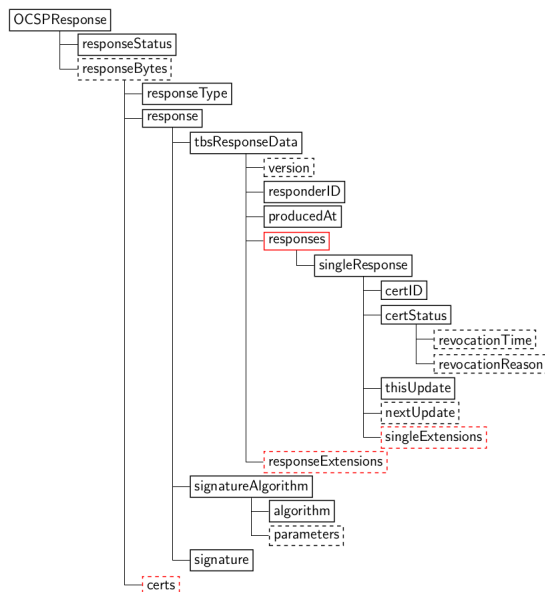 OCSPResponse
responseStatus
responseBytes
responseType
response
tbsResponseData
version
responderID
producedAt
responses
singleResponse
certID
certStatus
revocationTime
revocationReason
thisUpdate
nextUpdate
singleExtensions
responseExtensions
signatureAlgorithm
algorithm
parameters
signature
certs